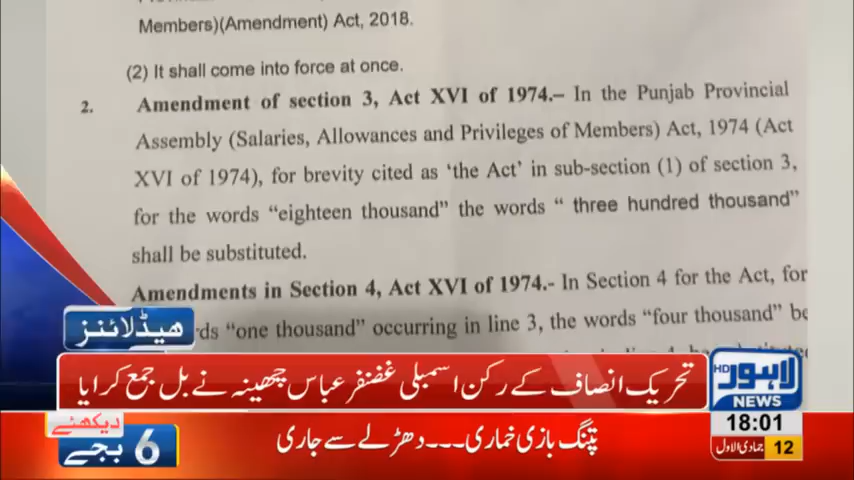 Members)(Amendment) Act, 2018.
(2) It shall come into force at once.
2. Amendment of section 3, Act XVI of 1974.– In the Punjab Provincial
Assembly (Salaries, Allowances and Privileges of Members) Act, 1974 (Act
XVI of 1974), for brevity cited as 'the Act' in sub-section (1) of section 3,
for the words "eighteen thousand" the words " three hundred thousand"
shall be substituted.
Amendments in Section 4, Act XVI of 1974.- In Section 4 for the Act, for
"one thousand" occurring in line 3, the words "four thousand" be
ہیڈلائنز
تحریک انصاف کے رکن اسمبلی غضنفر عباس چھینہ نے بل جمع کرایا
لاہور HD
NEWS
18:01
12 جمادی الاول
دیکھئے
6 بجے
پتنگ بازی خماری۔۔۔دھڑلے سے جاری